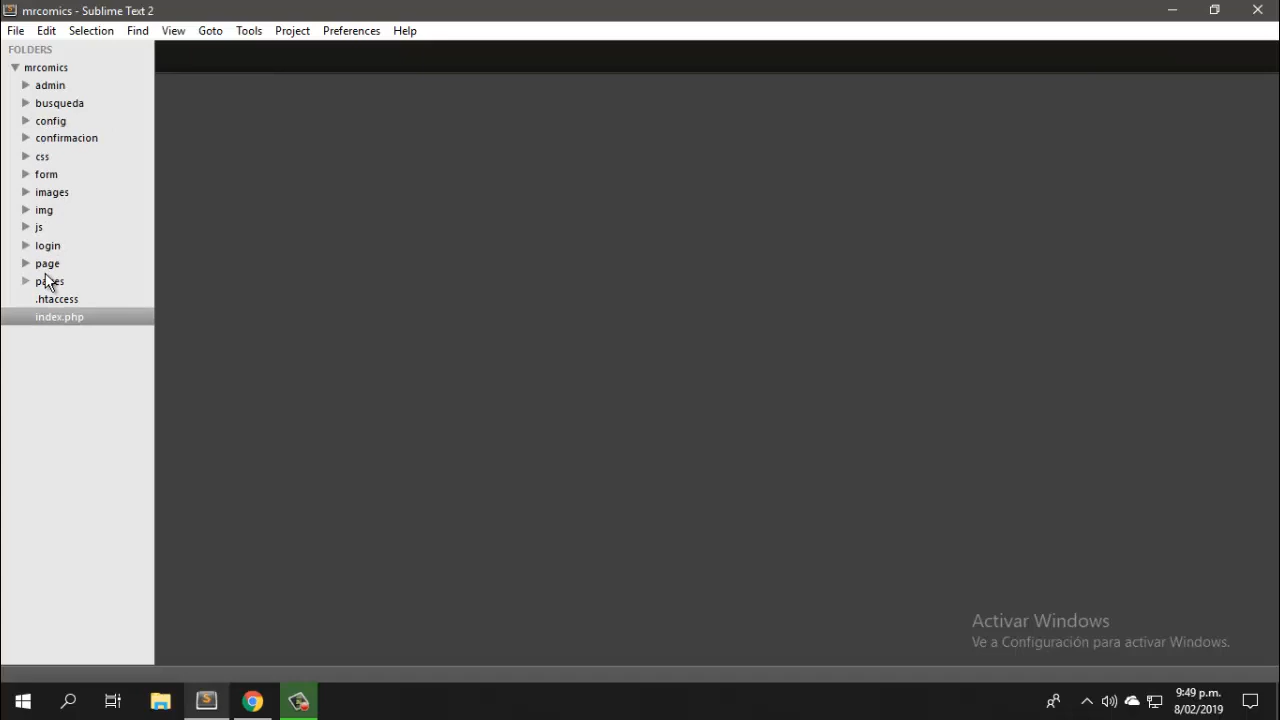 mrcomics - Sublime Text 2
File Edit Selection Find View Goto Tools Project Preferences Help
FOLDERS
mrcomics
admin
busqueda
config
confirmacion
css
form
images
img
js
login
page
pages
.htaccess
index.php
Activar Windows
Ve a Configuración para activar Windows.
9:49 p.m.
8/02/2019